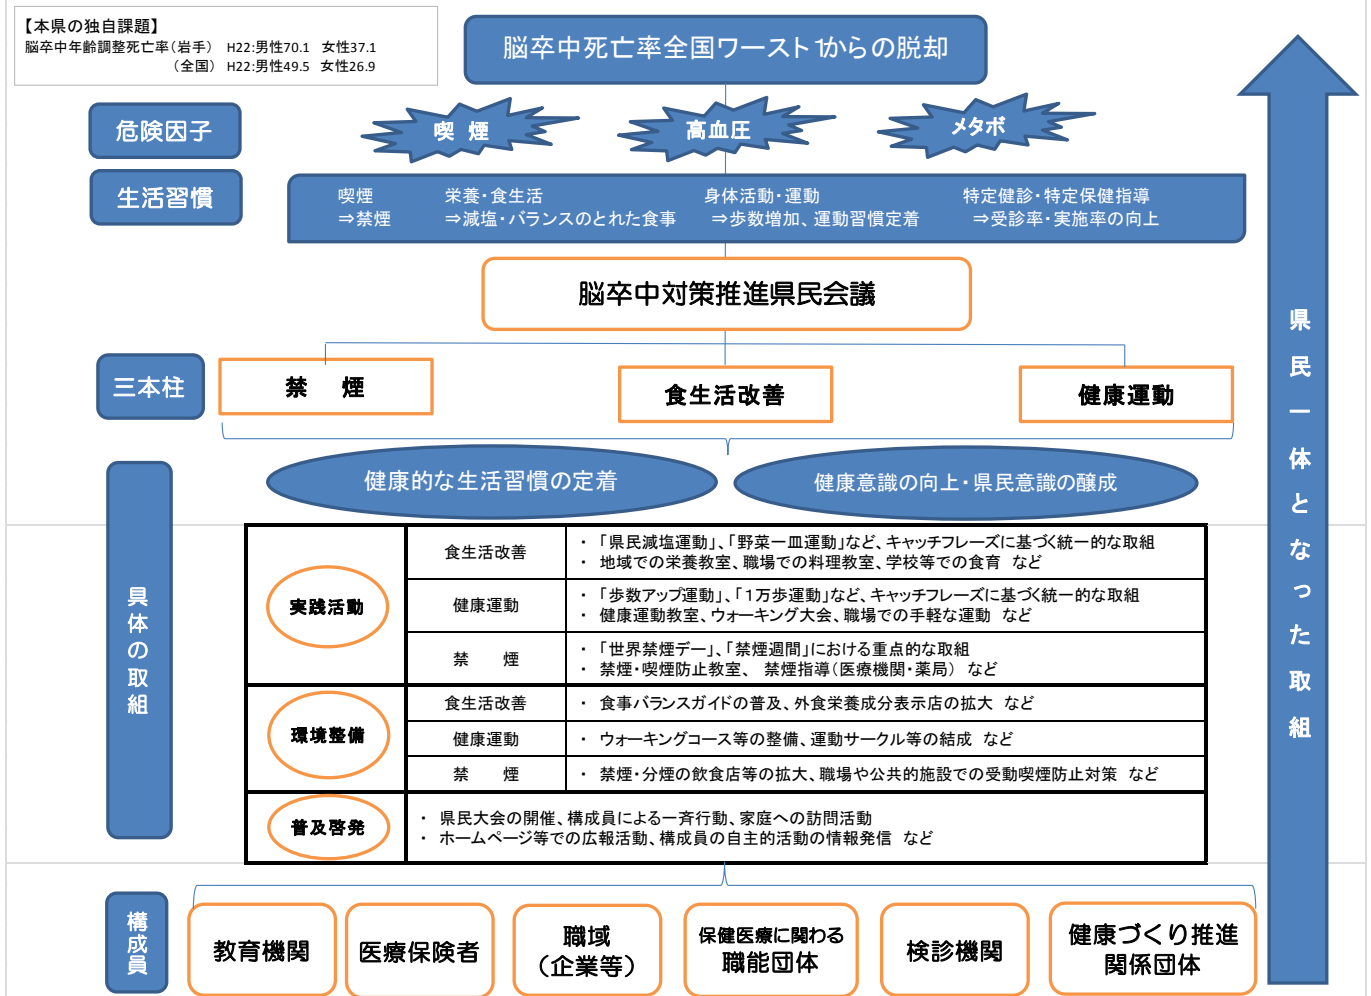 【本県の独自課題】
脳卒中年齢調整死亡率(岩手) H22:男性70.1 女性37.1
(全国) H22:男性49.5 女性26.9
脳卒中死亡率全国ワースト1からの脱却
危険因子
喫 煙
高血圧
メタボ
生活習慣
喫煙 栄養・食生活 身体活動・運動 特定健診・特定保健指導
⇒禁煙 ⇒減塩・バランスのとれた食事 ⇒歩数増加、運動習慣定着 ⇒受診率・実施率の向上
脳卒中対策推進県民会議
三本柱
禁 煙
食生活改善
健康運動
健康的な生活習慣の定着
健康意識の向上・県民意識の醸成
具体の取組
実践活動
食生活改善
・ 「県民減塩運動」、「野菜一皿運動」など、キャッチフレーズに基づく統一的な取組
・ 地域での栄養教室、職場での料理教室、学校等での食育 など
健康運動
・ 「歩数アップ運動」、「1万歩運動」など、キャッチフレーズに基づく統一的な取組
・ 健康運動教室、ウォーキング大会、職場での手軽な運動 など
禁 煙
・ 「世界禁煙デー」、「禁煙週間」における重点的な取組
・ 禁煙・喫煙防止教室、 禁煙指導(医療機関・薬局) など
環境整備
食生活改善
・ 食事バランスガイドの普及、外食栄養成分表示店の拡大 など
健康運動
・ ウォーキングコース等の整備、運動サークル等の結成 など
禁 煙
・ 禁煙・分煙の飲食店等の拡大、職場や公共的施設での受動喫煙防止対策 など
普及啓発
・ 県民大会の開催、構成員による一斉行動、家庭への訪問活動
・ ホームページ等での広報活動、構成員の自主的活動の情報発信 など
構成員
教育機関
医療保険者
職域
(企業等)
保健医療に関わる
職能団体
検診機関
健康づくり推進
関係団体
県民一体となった取組